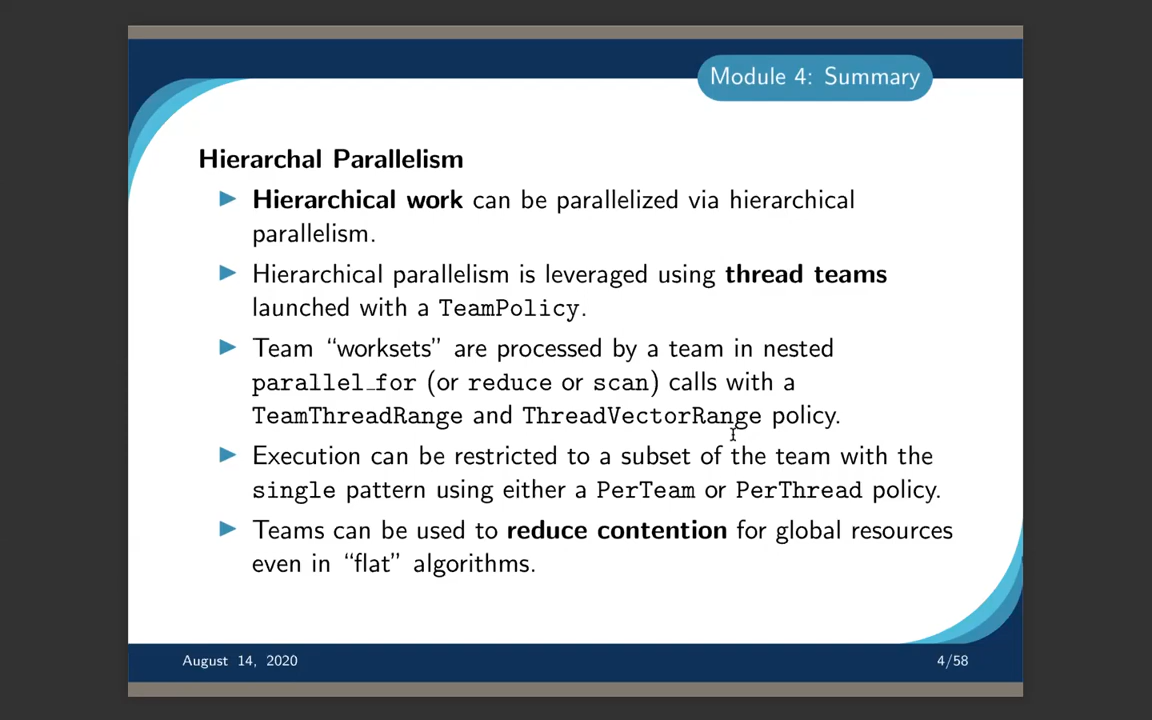 Module 4: Summary
Hierarchal Parallelism
Hierarchical work can be parallelized via hierarchical
parallelism.
Hierarchical parallelism is leveraged using thread teams
launched with a TeamPolicy.
Team “worksets” are processed by a team in nested
parallel_for (or reduce or scan) calls with a
TeamThreadRange and ThreadVectorRange policy.
Execution can be restricted to a subset of the team with the
single pattern using either a PerTeam or PerThread policy.
Teams can be used to reduce contention for global resources
even in “flat” algorithms.
August 14, 2020
4/58